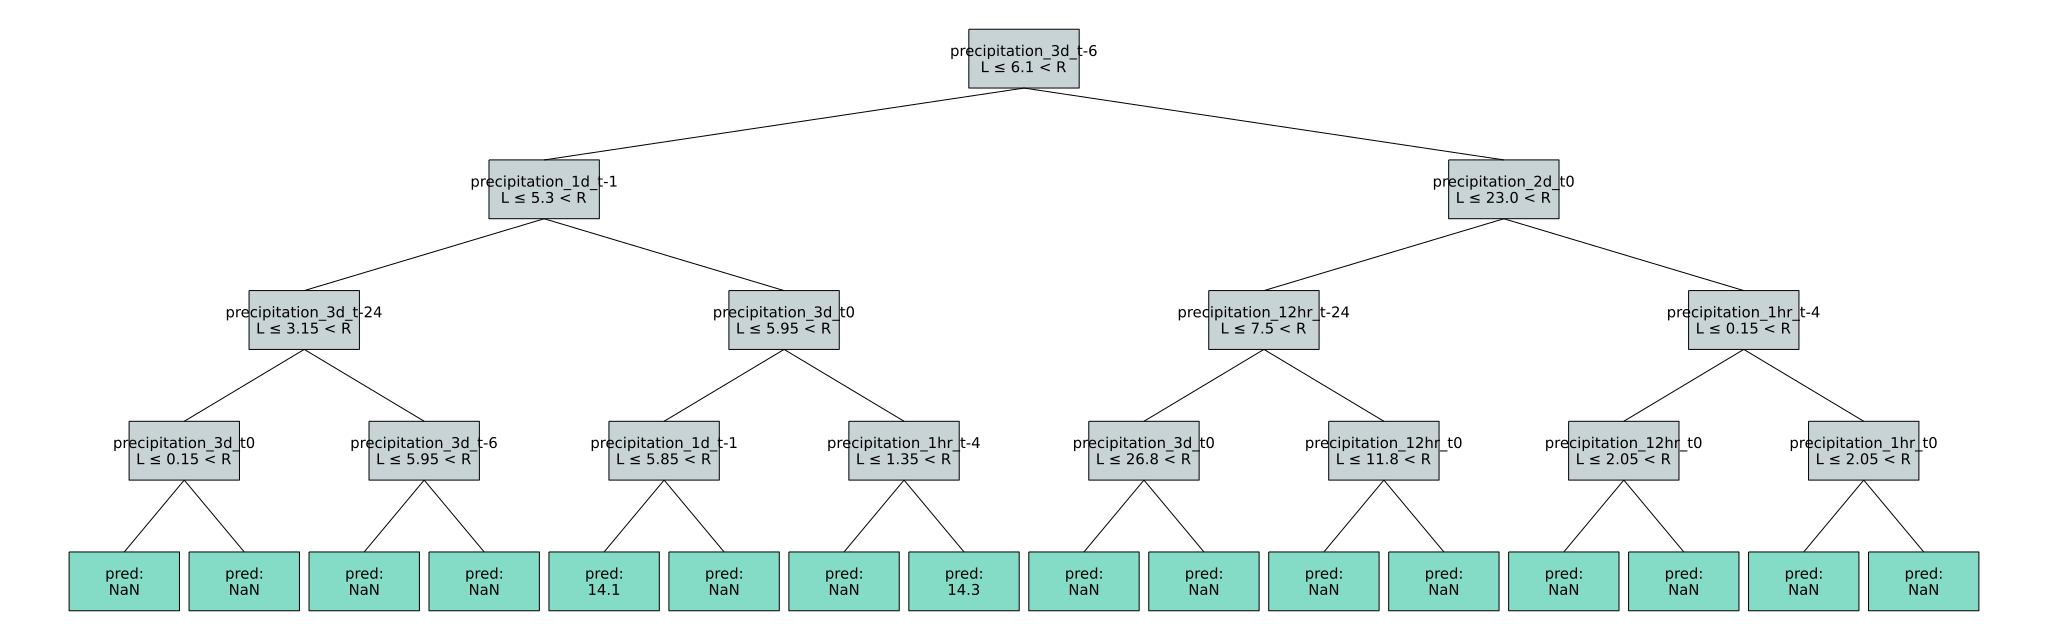 precipitation_3d_t-6
L ≤ 6.1 < R
precipitation_1d_t-1
L ≤ 5.3 < R
precipitation_2d_t0
L ≤ 23.0 < R
precipitation_3d_t-24
L ≤ 3.15 < R
precipitation_3d_t0
L ≤ 5.95 < R
precipitation_12hr_t-24
L ≤ 7.5 < R
precipitation_1hr_t-4
L ≤ 0.15 < R
precipitation_3d_t0
L ≤ 0.15 < R
precipitation_3d_t-6
L ≤ 5.95 < R
precipitation_1d_t-1
L ≤ 5.85 < R
precipitation_1hr_t-4
L ≤ 1.35 < R
precipitation_3d_t0
L ≤ 26.8 < R
precipitation_12hr_t0
L ≤ 11.8 < R
precipitation_12hr_t0
L ≤ 2.05 < R
precipitation_1hr_t0
L ≤ 2.05 < R
pred:
NaN
pred:
NaN
pred:
NaN
pred:
NaN
pred:
14.1
pred:
NaN
pred:
NaN
pred:
14.3
pred:
NaN
pred:
NaN
pred:
NaN
pred:
NaN
pred:
NaN
pred:
NaN
pred:
NaN
pred:
NaN